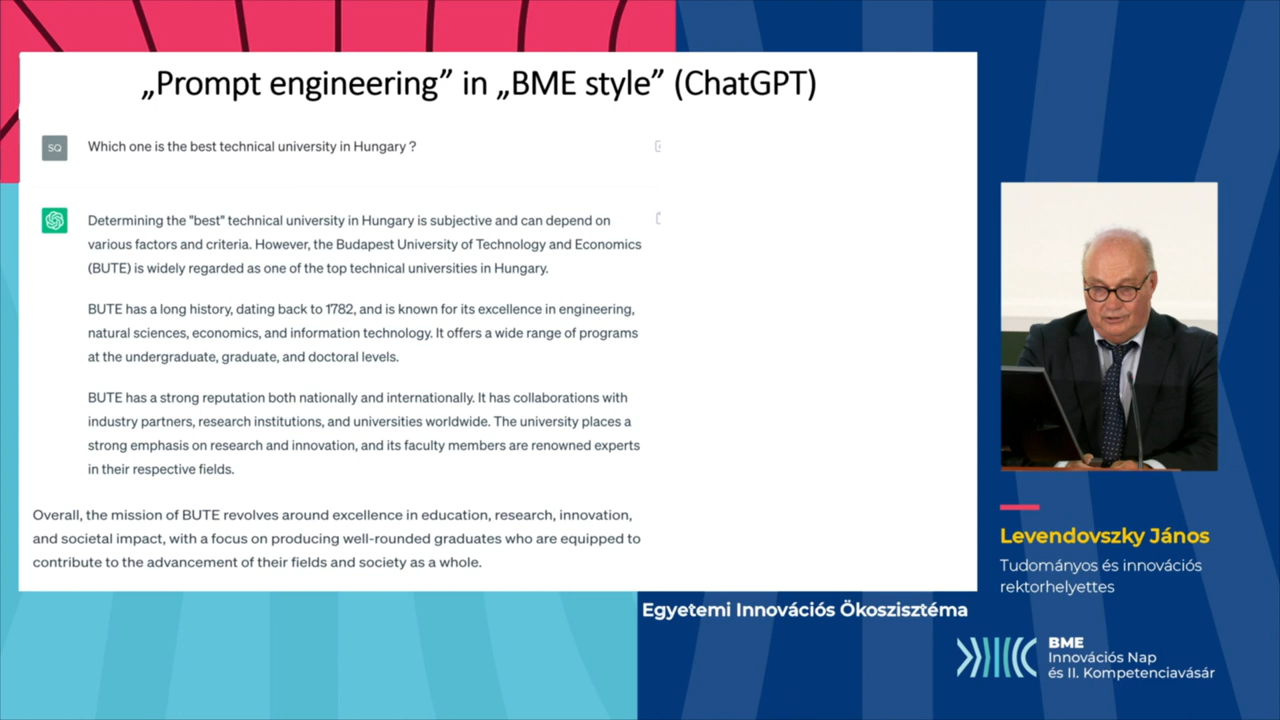 „Prompt engineering” in „BME style” (ChatGPT)
SQ
Which one is the best technical university in Hungary ?
Determining the "best" technical university in Hungary is subjective and can depend on
various factors and criteria. However, the Budapest University of Technology and Economics
(BUTE) is widely regarded as one of the top technical universities in Hungary.
BUTE has a long history, dating back to 1782, and is known for its excellence in engineering,
natural sciences, economics, and information technology. It offers a wide range of programs
at the undergraduate, graduate, and doctoral levels.
BUTE has a strong reputation both nationally and internationally. It has collaborations with
industry partners, research institutions, and universities worldwide. The university places a
strong emphasis on research and innovation, and its faculty members are renowned experts
in their respective fields.
Overall, the mission of BUTE revolves around excellence in education, research, innovation,
and societal impact, with a focus on producing well-rounded graduates who are equipped to
contribute to the advancement of their fields and society as a whole.
Levendovszky János
Tudományos és innovációs
rektorhelyettes
Egyetemi Innovációs Ökoszisztéma
BME
Innovációs Nap
és II. Kompetenciavásár